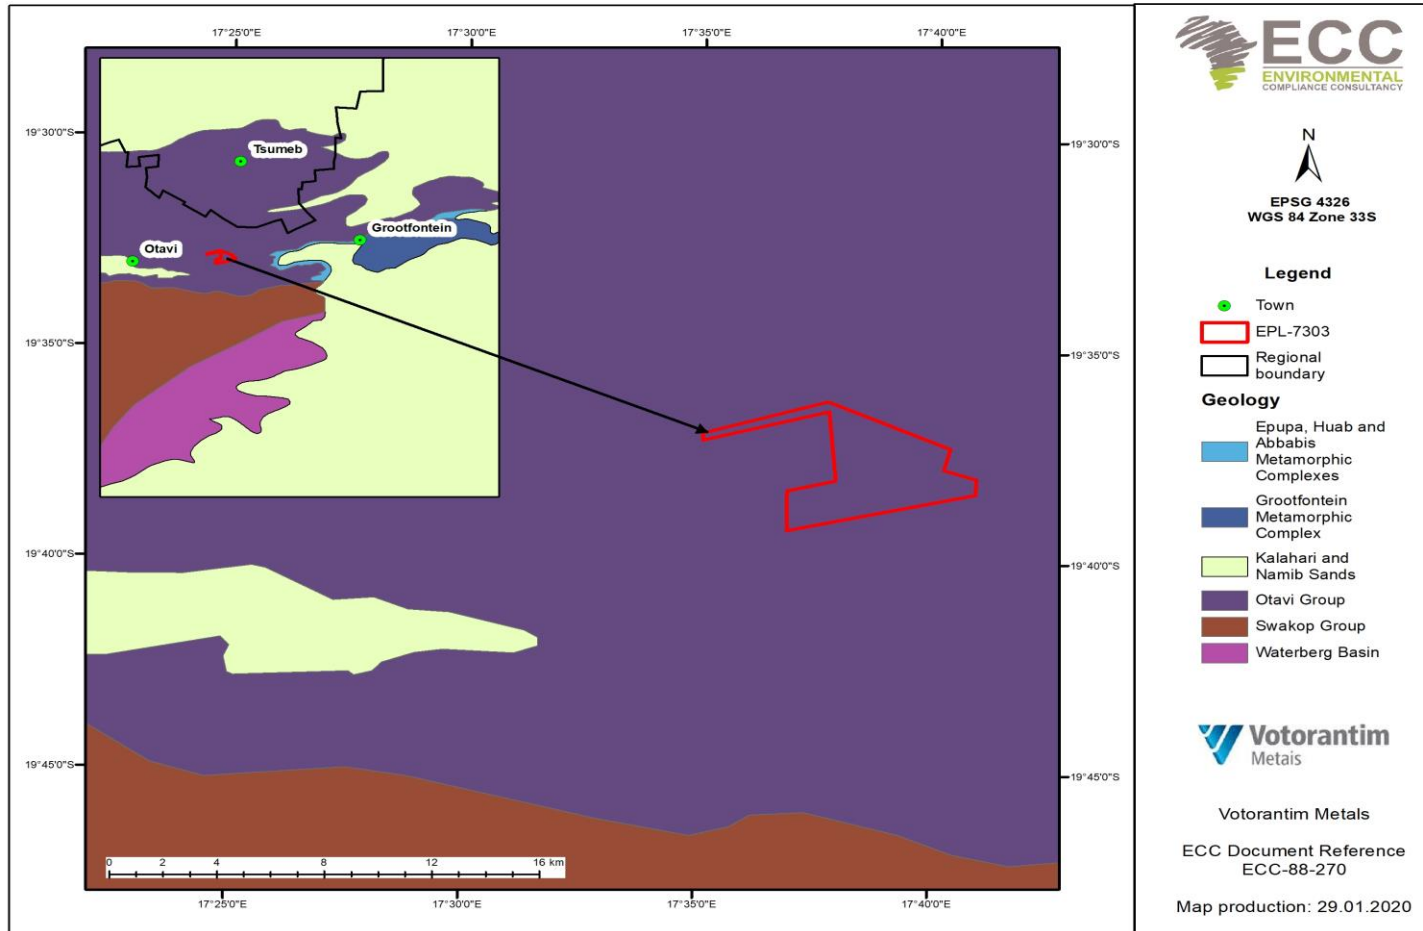 17°25'0"E
17°30'0"E
17°35'0"E
17°40'0"E
19°30'0"S
19°30'0"S
Tsumeb
Grootfontein
Otavi
19°35'0"S
19°35'0"S
19°40'0"S
19°40'0"S
19°45'0"S
19°45'0"S
0 2 4 8 12 16 km
17°25'0"E
17°30'0"E
17°35'0"E
17°40'0"E
ECC
ENVIRONMENTAL
COMPLIANCE CONSULTANCY
N
EPSG 4326
WGS 84 Zone 33S
Legend
Town
EPL-7303
Regional
boundary
Geology
Epupa, Huab and
Abbabis
Metamorphic
Complexes
Grootfontein
Metamorphic
Complex
Kalahari and
Namib Sands
Otavi Group
Swakop Group
Waterberg Basin
Votorantim
Metais
Votorantim Metals
ECC Document Reference
ECC-88-270
Map production: 29.01.2020